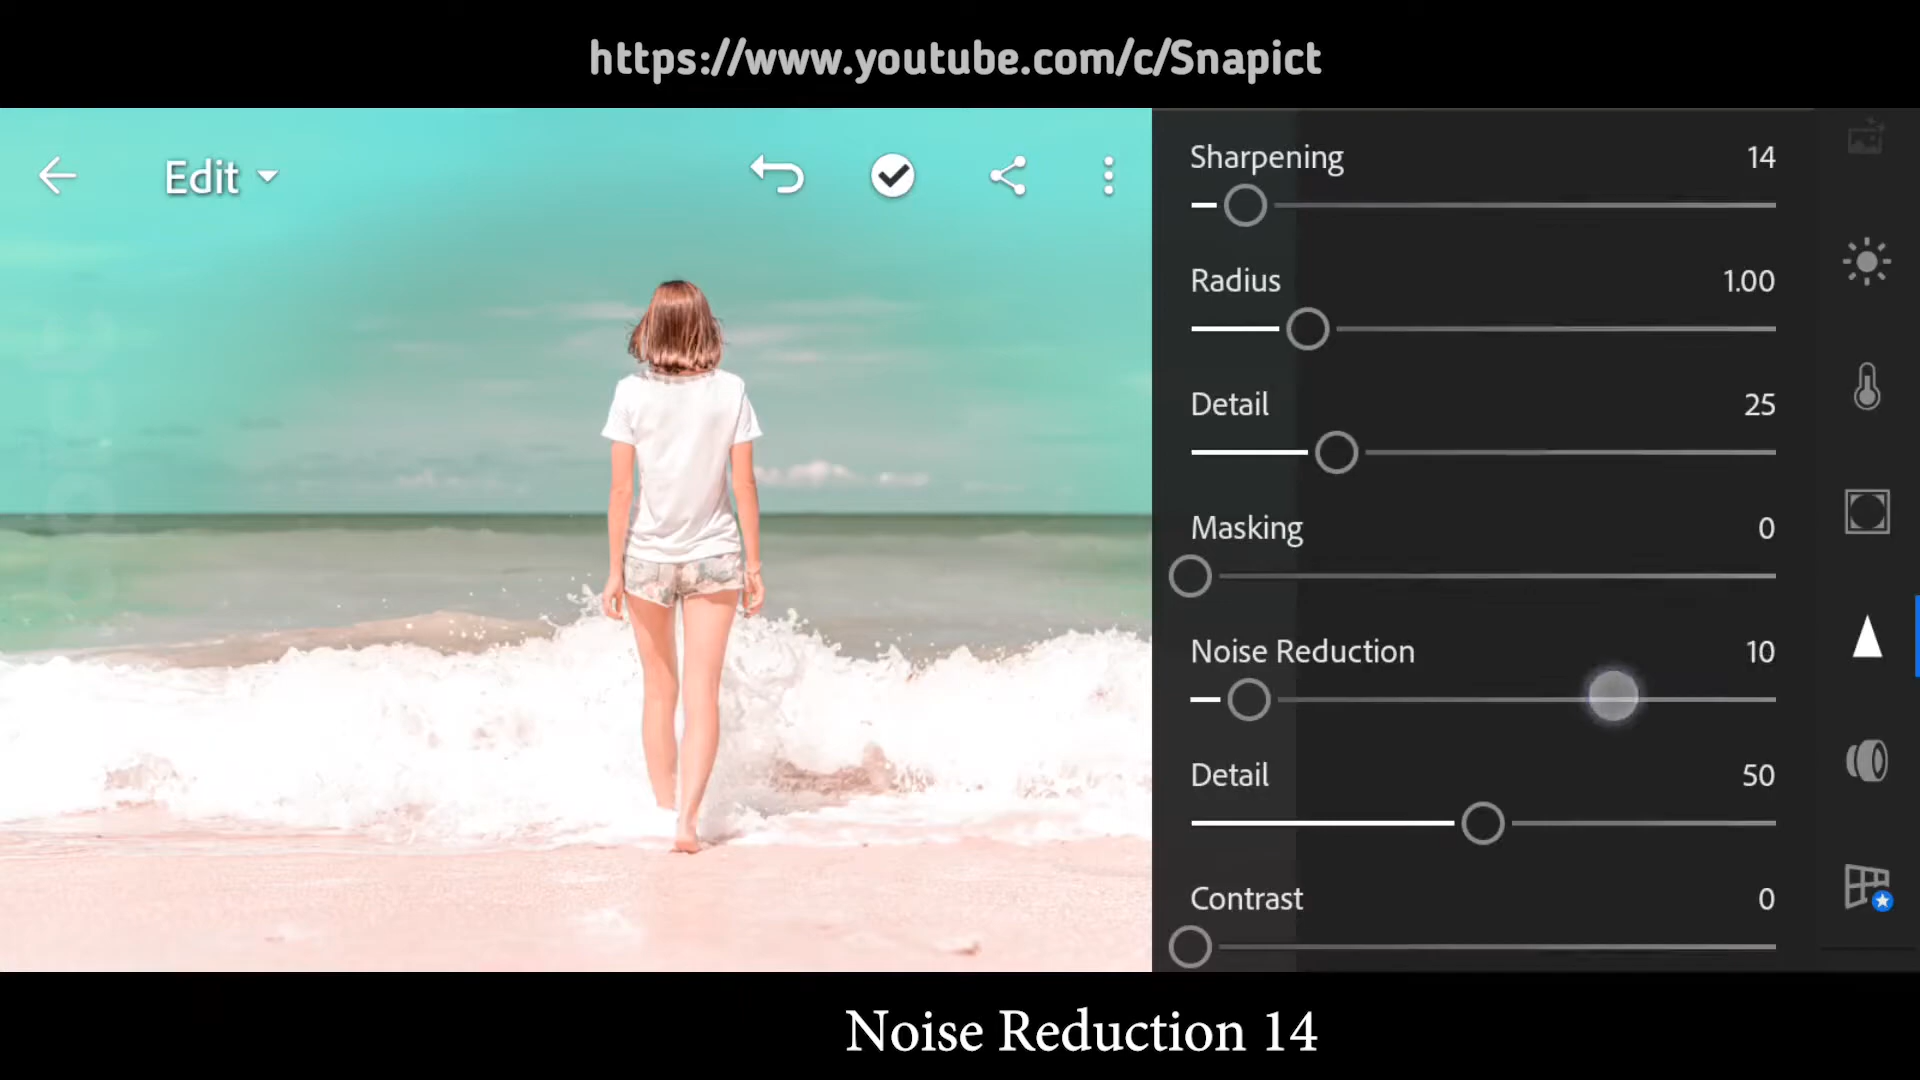 https://www.youtube.com/c/Snapict
Edit
Sharpening 14
Radius 1.00
Detail 25
Masking 0
Noise Reduction 10
Detail 50
Contrast 0
Noise Reduction 14